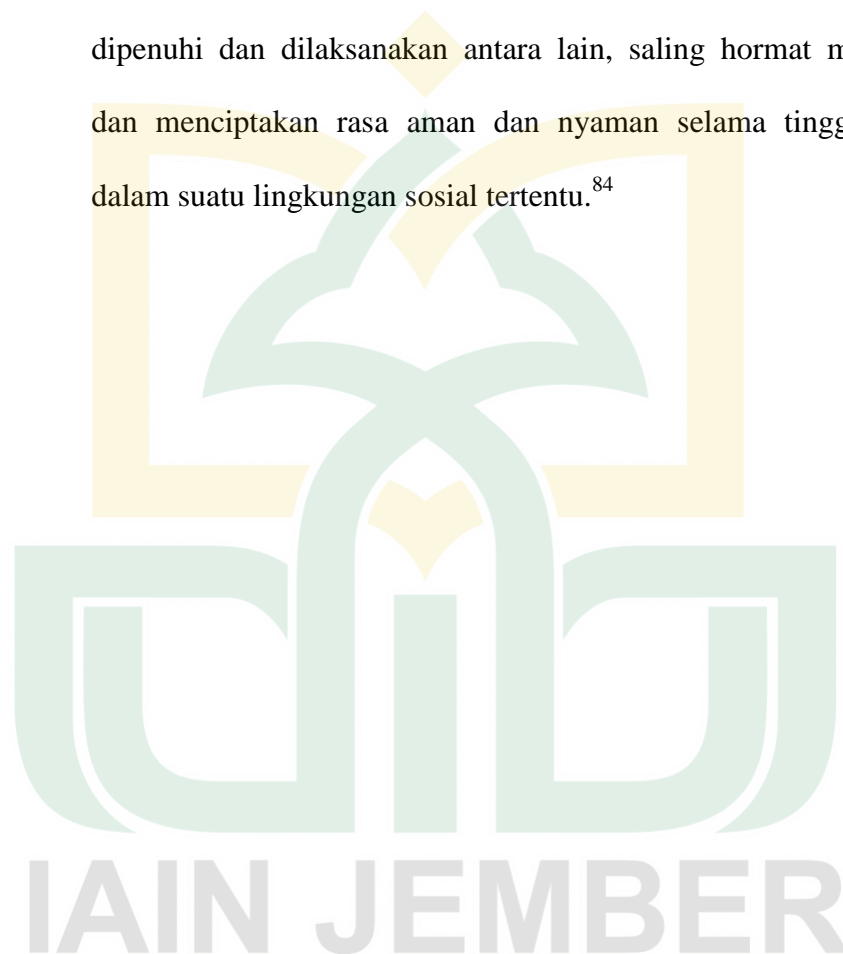 dipenuhi dan dilaksanakan antara lain, saling hormat
dan menciptakan rasa aman dan nyaman selama
dalam suatu lingkungan sosial tertentu.84
IAIN JEMBER